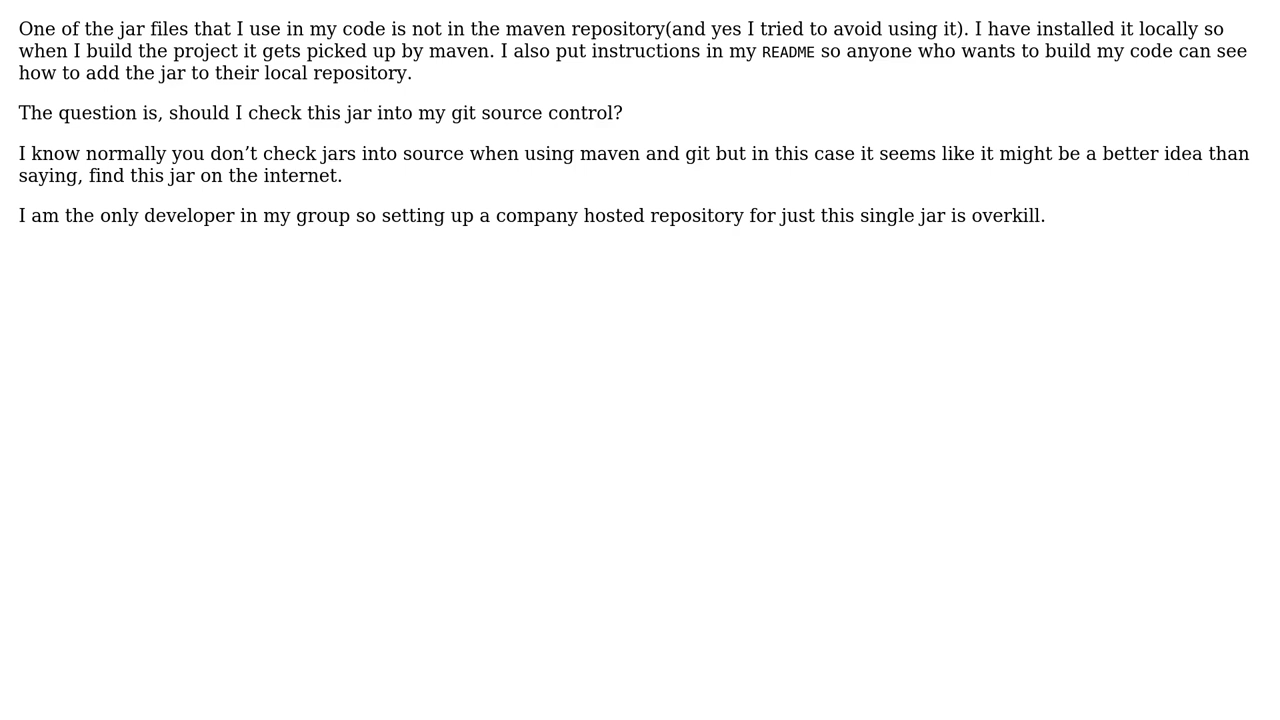 One of the jar files that I use in my code is not in the maven repository(and yes I tried to avoid using it). I have installed it locally so
when I build the project it gets picked up by maven. I also put instructions in my README so anyone who wants to build my code can see
how to add the jar to their local repository.
The question is, should I check this jar into my git source control?
I know normally you don’t check jars into source when using maven and git but in this case it seems like it might be a better idea than
saying, find this jar on the internet.
I am the only developer in my group so setting up a company hosted repository for just this single jar is overkill.